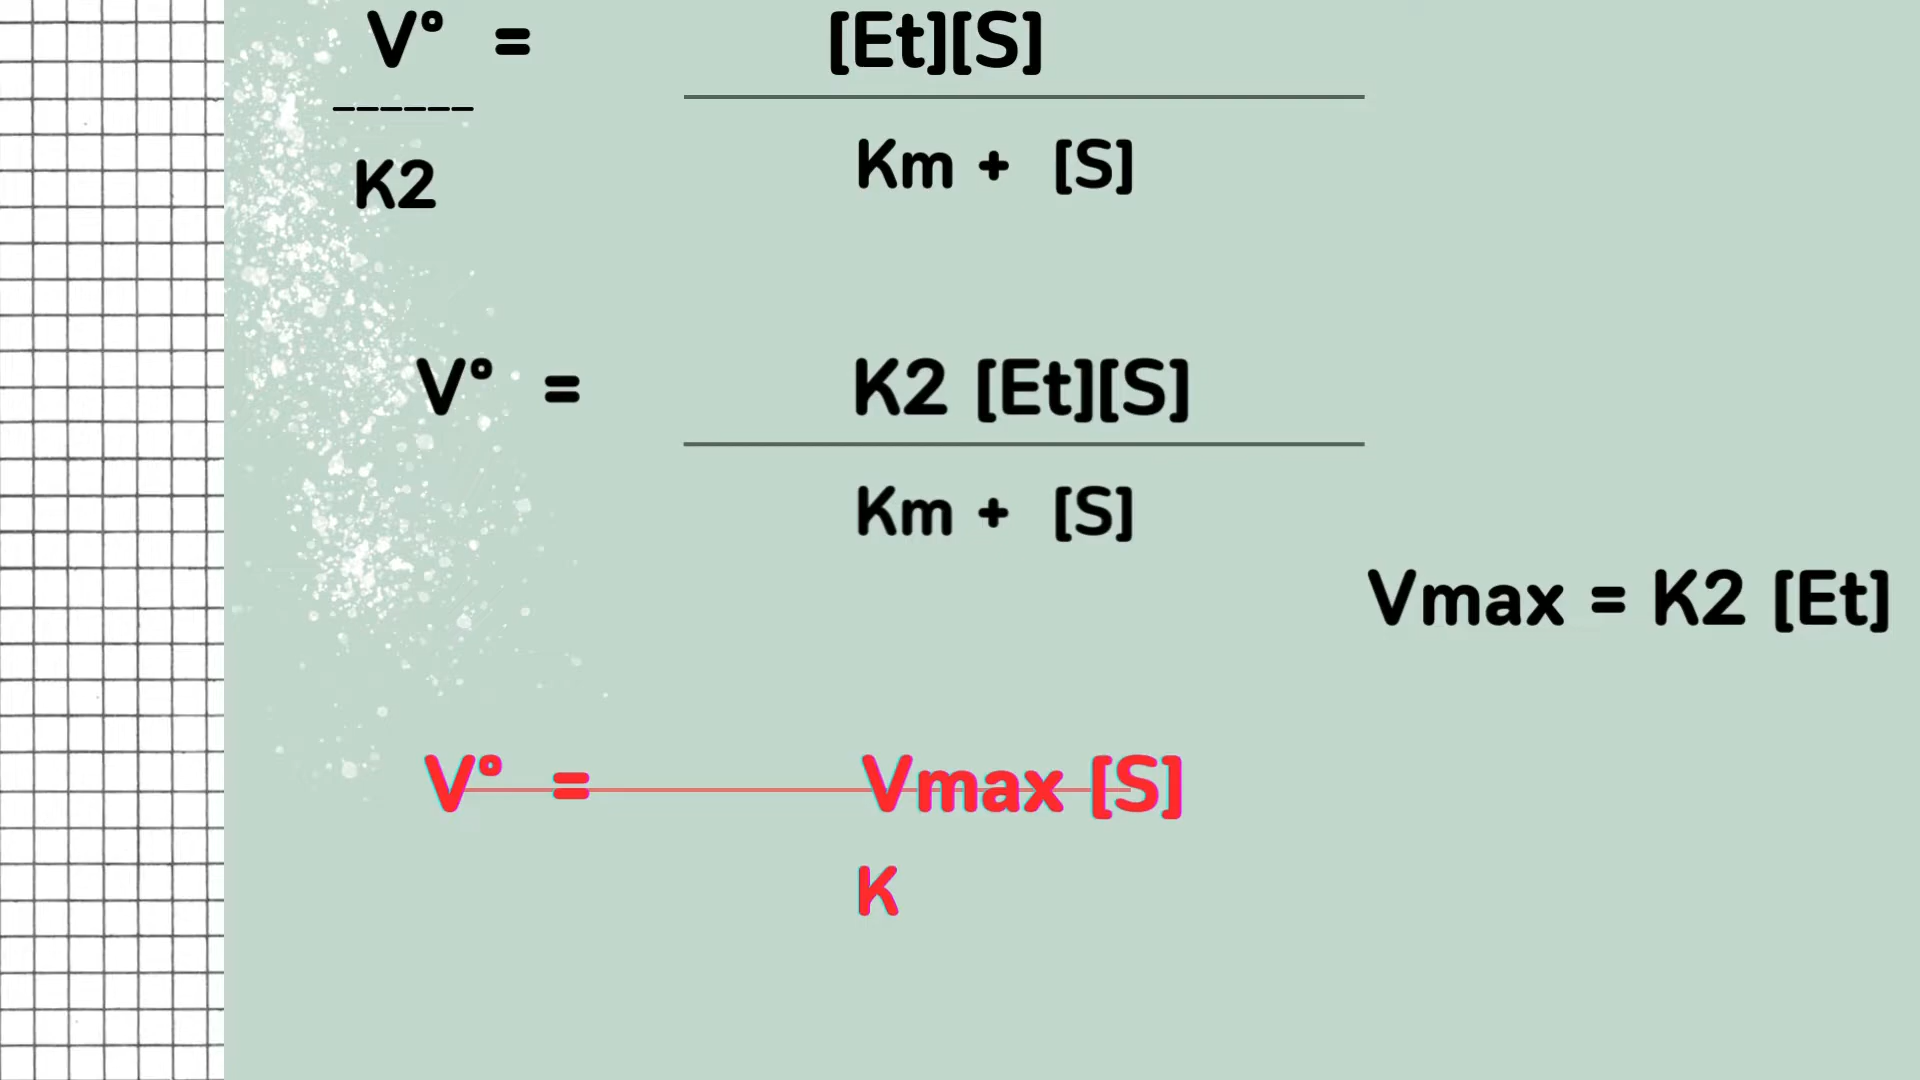 V° = [Et][S]
------
K2
Km + [S]
V° = K2 [Et][S]
Km + [S]
Vmax = K2 [Et]
V° = Vmax [S]
K